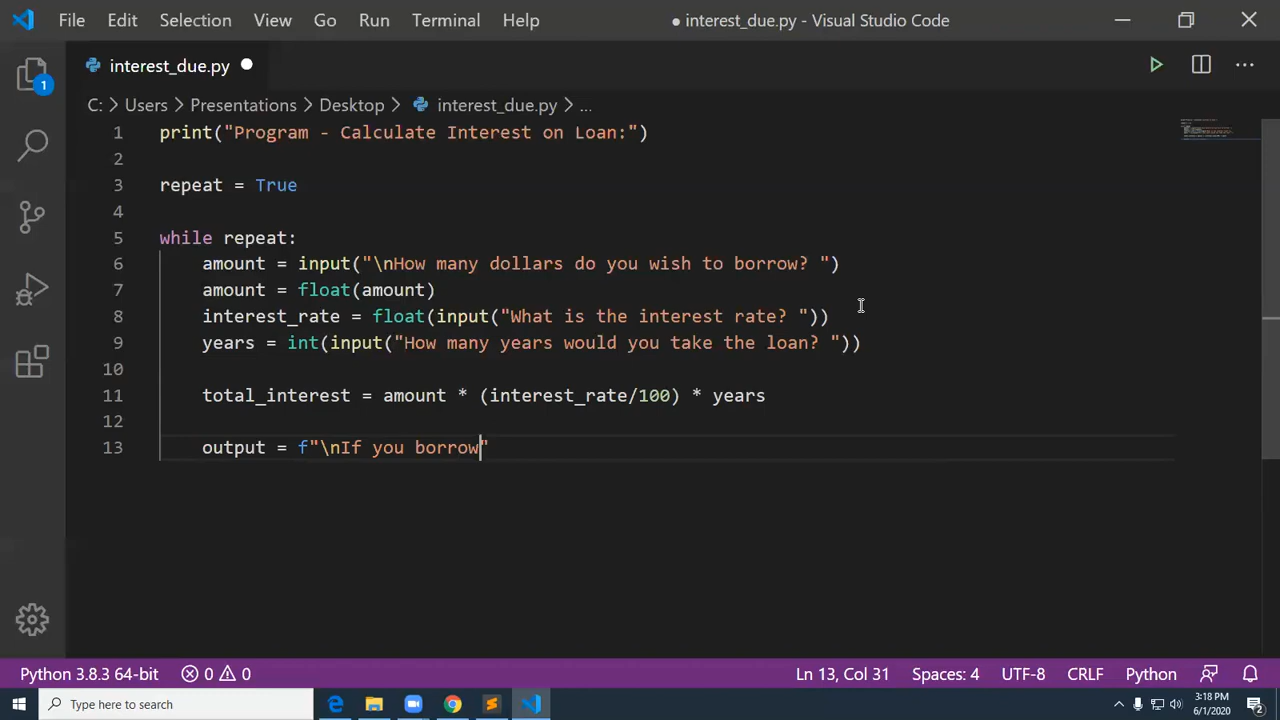 File Edit Selection View Go Run Terminal Help ● interest_due.py - Visual Studio Code
interest_due.py
C: > Users > Presentations > Desktop > interest_due.py > ...
1 print("Program - Calculate Interest on Loan:")
2
3 repeat = True
4
5 while repeat:
6     amount = input("\nHow many dollars do you wish to borrow? ")
7     amount = float(amount)
8     interest_rate = float(input("What is the interest rate? "))
9     years = int(input("How many years would you take the loan? "))
10
11     total_interest = amount * (interest_rate/100) * years
12
13     output = f"\nIf you borrow"
1
Python 3.8.3 64-bit 0 0 Ln 13, Col 31 Spaces: 4 UTF-8 CRLF Python
Type here to search
3:18 PM
6/1/2020
2